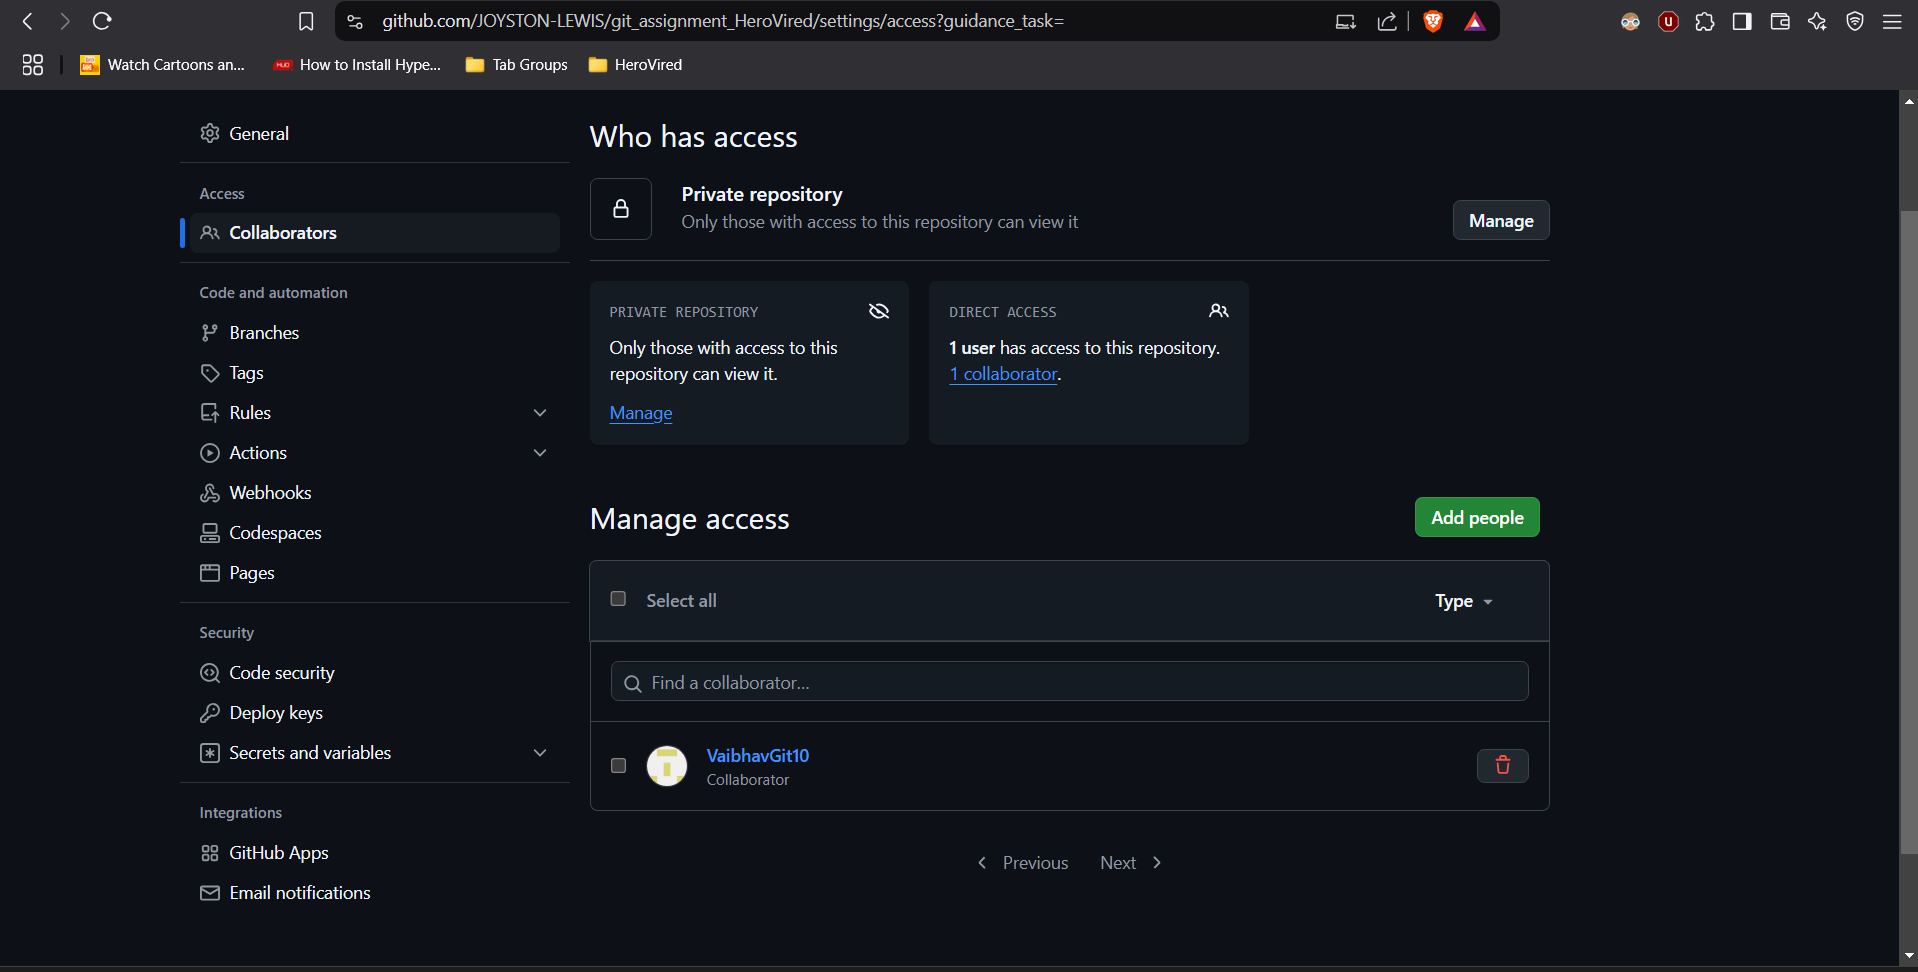 github.com/JOYSTON-LEWIS/git_assignment_HeroVired/settings/access?guidance_task=
Watch Cartoons an...
How to Install Hype...
Tab Groups
HeroVired
General
Access
Collaborators
Code and automation
Branches
Tags
Rules
Actions
Webhooks
Codespaces
Pages
Security
Code security
Deploy keys
Secrets and variables
Integrations
GitHub Apps
Email notifications
Who has access
Private repository
Only those with access to this repository can view it
Manage
PRIVATE REPOSITORY
Only those with access to this
repository can view it.
Manage
DIRECT ACCESS
1 user has access to this repository.
1 collaborator.
Manage access
Add people
Select all
Type
Find a collaborator...
VaibhavGit10
Collaborator
Previous
Next